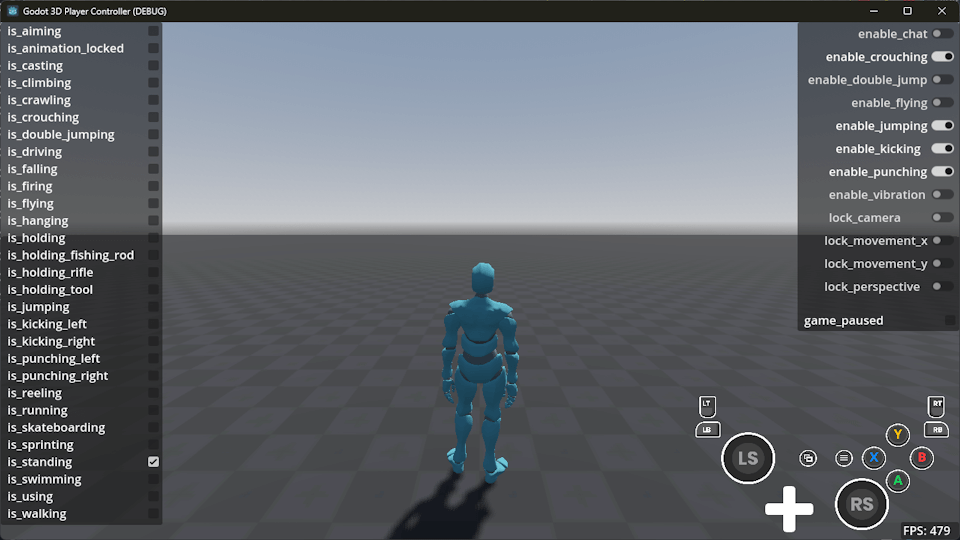 Godot 3D Player Controller (DEBUG)
is_aiming
is_animation_locked
is_casting
is_climbing
is_crawling
is_crouching
is_double_jumping
is_driving
is_falling
is_firing
is_flying
is_hanging
is_holding
is_holding_fishing_rod
is_holding_rifle
is_holding_tool
is_jumping
is_kicking_left
is_kicking_right
is_punching_left
is_punching_right
is_reeling
is_running
is_skateboarding
is_sprinting
is_standing
is_swimming
is_using
is_walking
enable_chat
enable_crouching
enable_double_jump
enable_flying
enable_jumping
enable_kicking
enable_punching
enable_vibration
lock_camera
lock_movement_x
lock_movement_y
lock_perspective
game_paused
LT
RT
LB
RB
Y
LS
X
B
A
RS
FPS: 479